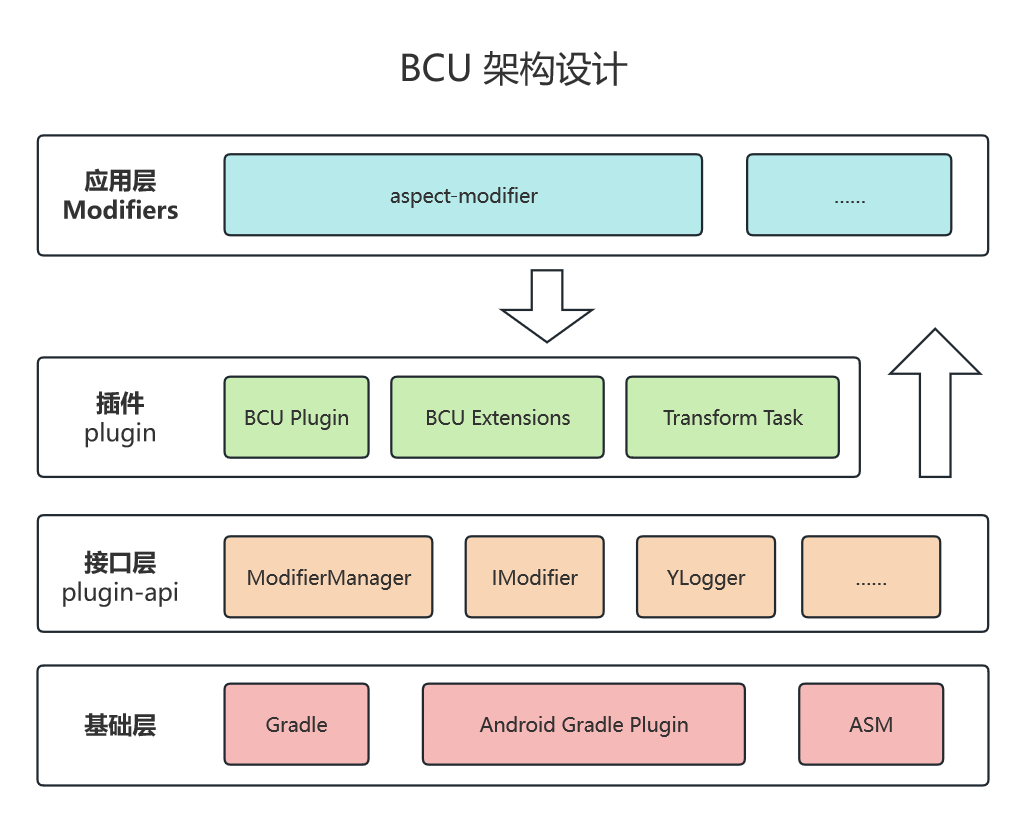 BCU 架构设计
应用层
Modifiers
aspect-modifier
......
插件
plugin
BCU Plugin
BCU Extensions
Transform Task
接口层
plugin-api
ModifierManager
IModifier
YLogger
......
基础层
Gradle
Android Gradle Plugin
ASM